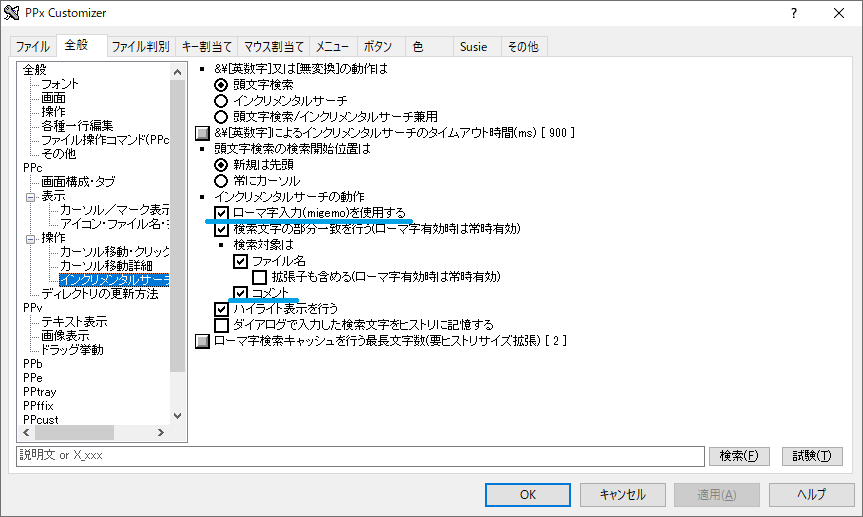 PPx Customizer
ファイル 全般 ファイル判別 キー割当て マウス割当て メニュー ボタン 色 Susie その他
全般
フォント
画面
操作
各種一行編集
ファイル操作コマンド(PPc
その他
PPc
画面構成・タブ
表示
カーソル／マーク表示
アイコン・ファイル名・
操作
カーソル移動・クリック
カーソル移動詳細
インクリメンタルサーチ
ディレクトリの更新方法
PPv
テキスト表示
画像表示
ドラッグ挙動
PPb
PPe
PPtray
PPffix
PPcust
・ &¥[英数字]又は[無変換]の動作は
頭文字検索
インクリメンタルサーチ
頭文字検索/インクリメンタルサーチ兼用
&¥[英数字]によるインクリメンタルサーチのタイムアウト時間(ms) [ 900 ]
・ 頭文字検索の検索開始位置は
新規は先頭
常にカーソル
・ インクリメンタルサーチの動作
ローマ字入力(migemo)を使用する
検索文字の部分一致を行う(ローマ字有効時は常時有効)
・ 検索対象は
ファイル名
拡張子も含める(ローマ字有効時は常時有効)
コメント
ハイライト表示を行う
ダイアログで入力した検索文字をヒストリに記憶する
ローマ字検索キャッシュを行う最長文字数(要ヒストリサイズ拡張) [ 2 ]
説明文 or X_xxx 検索(F) 試験(T)
OK キャンセル 適用(A) ヘルプ